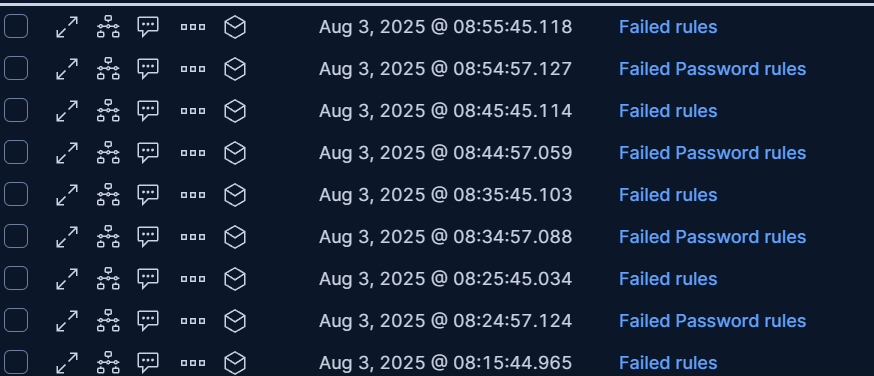 Aug 3, 2025 @ 08:55:45.118 Failed rules
Aug 3, 2025 @ 08:54:57.127 Failed Password rules
Aug 3, 2025 @ 08:45:45.114 Failed rules
Aug 3, 2025 @ 08:44:57.059 Failed Password rules
Aug 3, 2025 @ 08:35:45.103 Failed rules
Aug 3, 2025 @ 08:34:57.088 Failed Password rules
Aug 3, 2025 @ 08:25:45.034 Failed rules
Aug 3, 2025 @ 08:24:57.124 Failed Password rules
Aug 3, 2025 @ 08:15:44.965 Failed rules